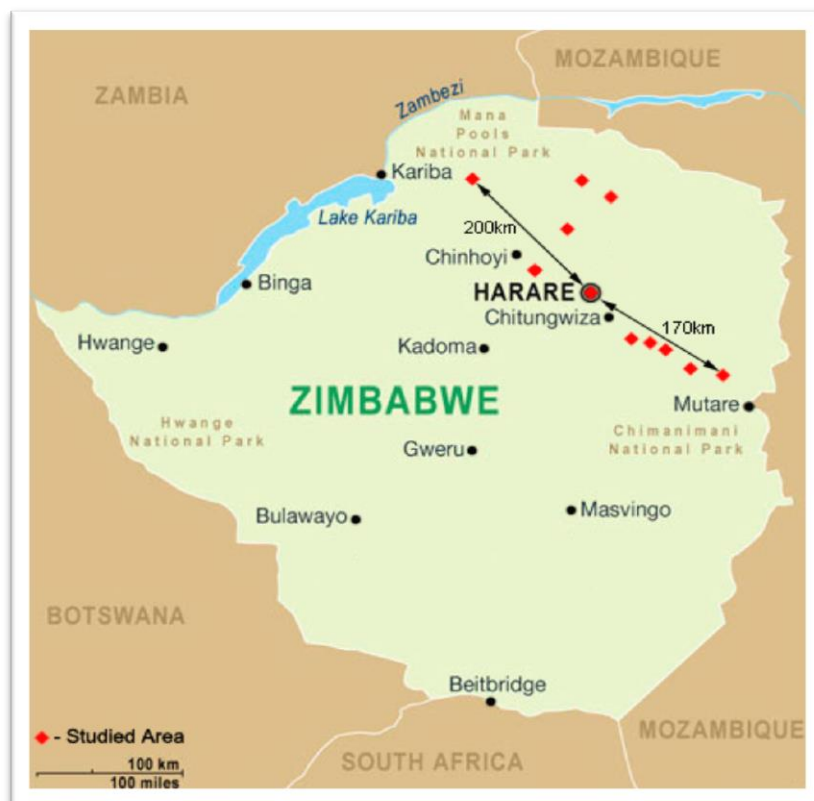 MOZAMBIQUE
ZAMBIA
Zambezi
Mana
Pools
National Park
Kariba
Lake Kariba
200km
Chinhoyi
Binga
HARARE
Chitungwiza
170km
Hwange
Kadoma
ZIMBABWE
Mutare
Hwange
National Park
Chimanimani
National Park
Gweru
Bulawayo
Masvingo
BOTSWANA
Beitbridge
MOZAMBIQUE
- Studied Area
SOUTH AFRICA
100 km
100 miles